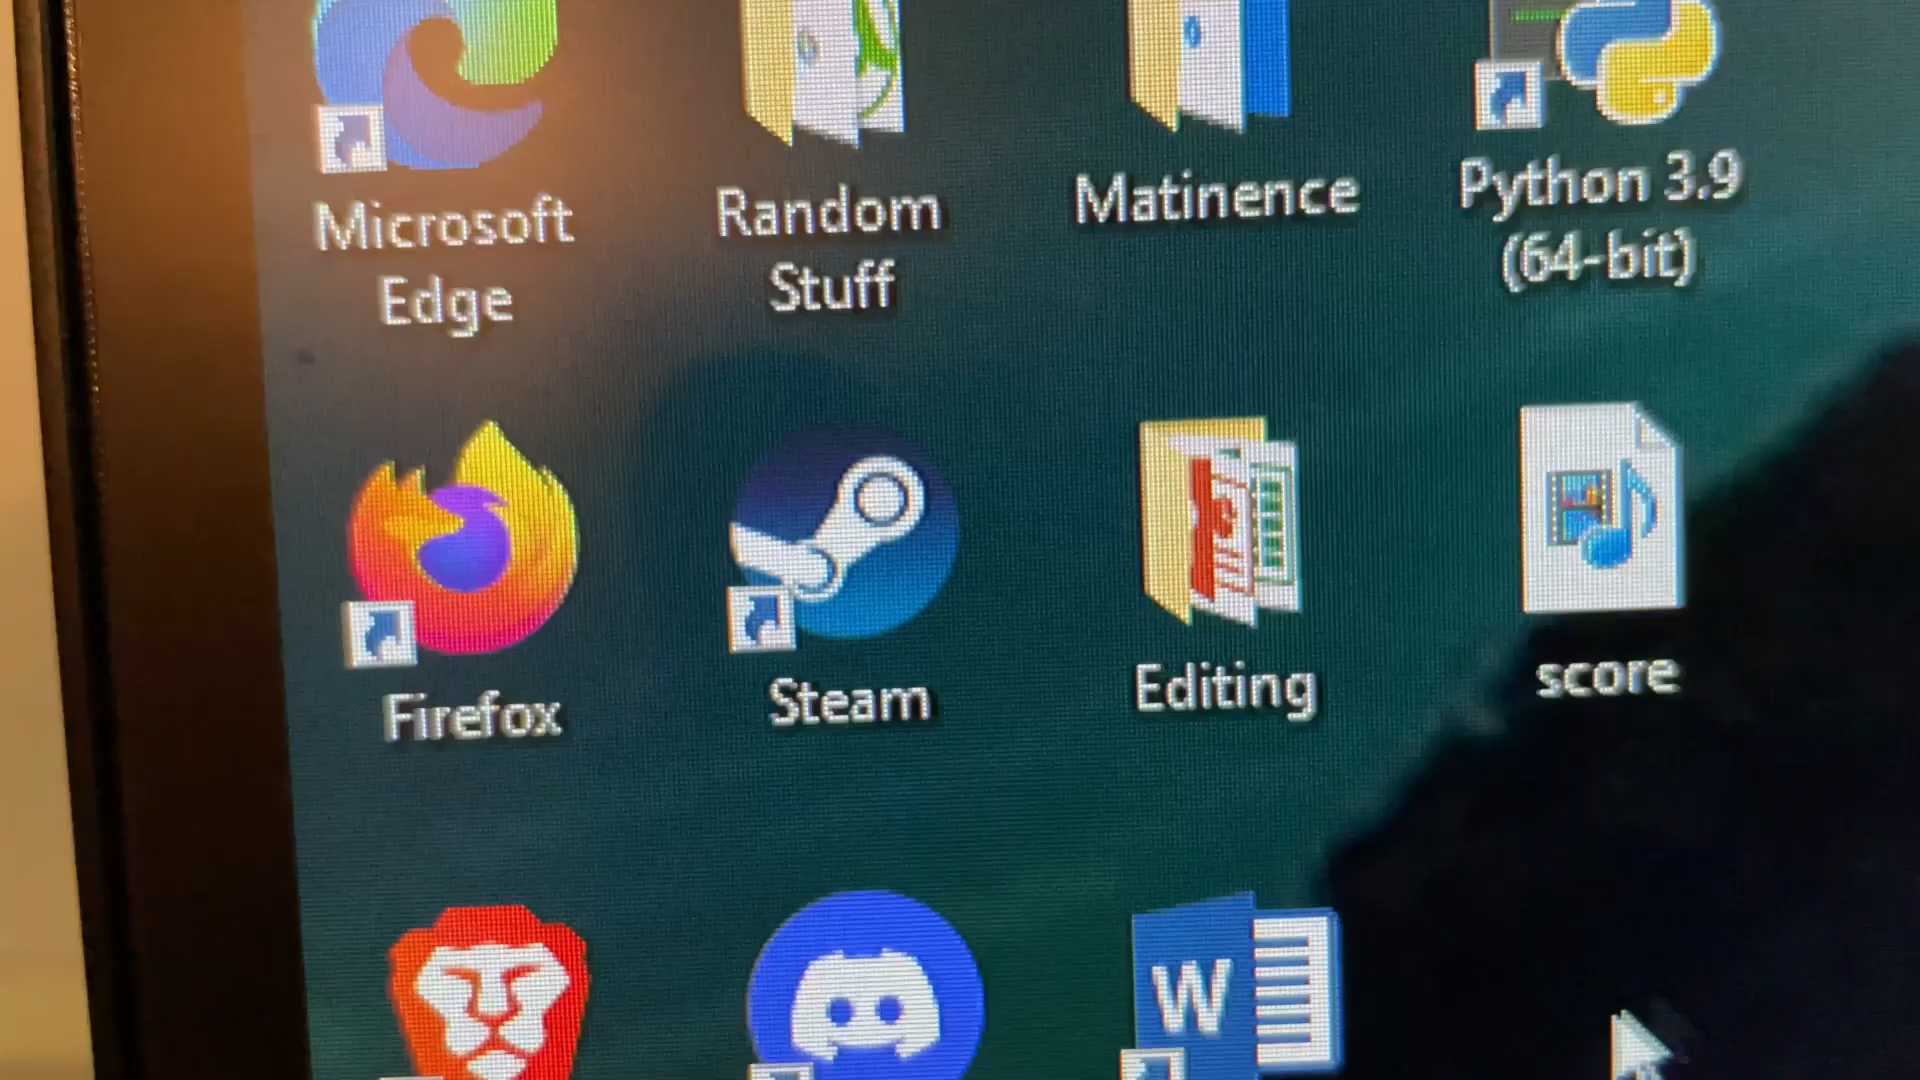 Microsoft
Edge
Random
Stuff
Matinence
Python 3.9
(64-bit)
Firefox
Steam
Editing
score
W